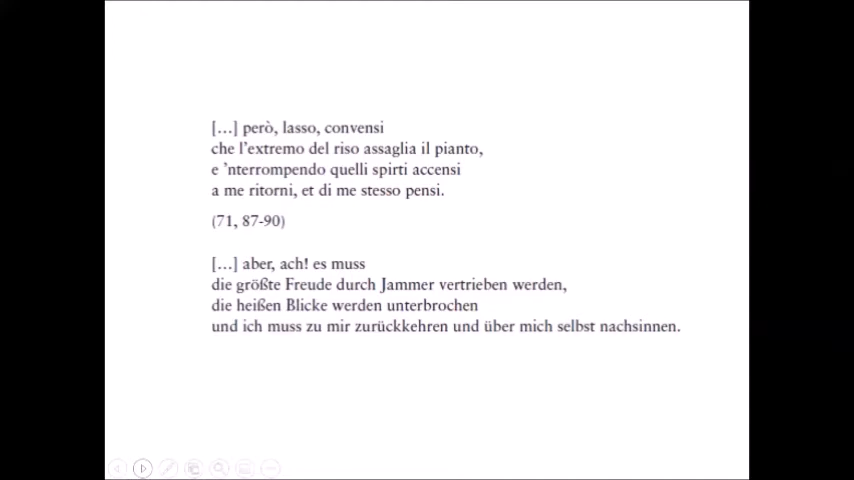 […] però, lasso, convensi
che l'extremo del riso assaglia il pianto,
e 'nterrompendo quelli spirti accensi
a me ritorni, et di me stesso pensi.
(71, 87-90)
[…] aber, ach! es muss
die größte Freude durch Jammer vertrieben werden,
die heißen Blicke werden unterbrochen
und ich muss zu mir zurückkehren und über mich selbst nachsinnen.